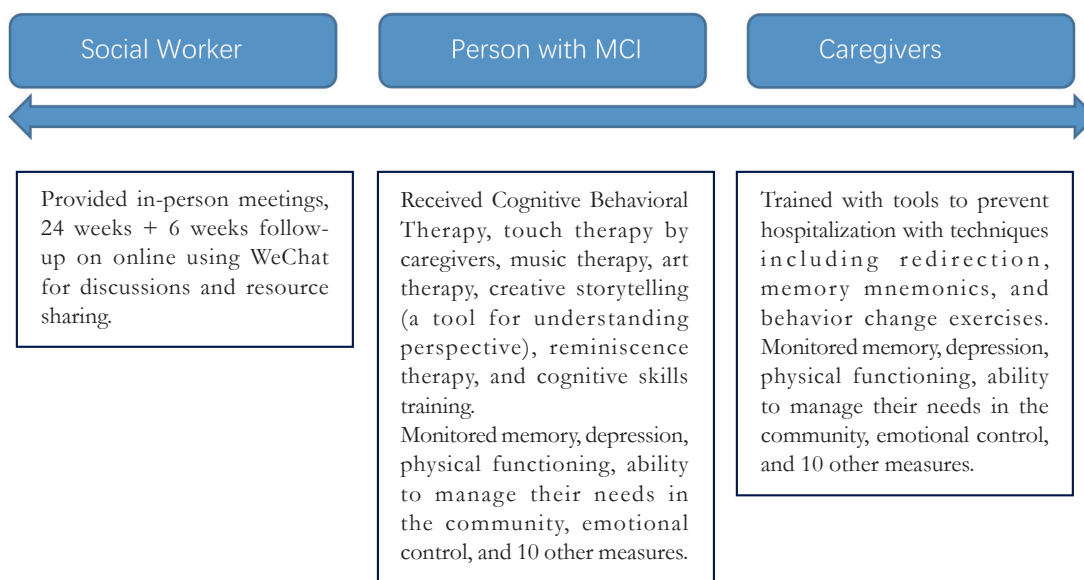 Social Worker
Person with MCI
Caregivers
Provided in-person meetings,
24 weeks + 6 weeks follow-
up on online using WeChat
for discussions and resource
sharing.
Received Cognitive Behavioral
Therapy, touch therapy by
caregivers, music therapy, art
therapy, creative storytelling
(a tool for understanding
perspective), reminiscence
therapy, and cognitive skills
training.
Monitored memory, depression,
physical functioning, ability
to manage their needs in
the community, emotional
control, and 10 other measures.
Trained with tools to prevent
hospitalization with techniques
including redirection,
memory mnemonics, and
behavior change exercises.
Monitored memory, depression,
physical functioning, ability
to manage their needs in the
community, emotional control,
and 10 other measures.